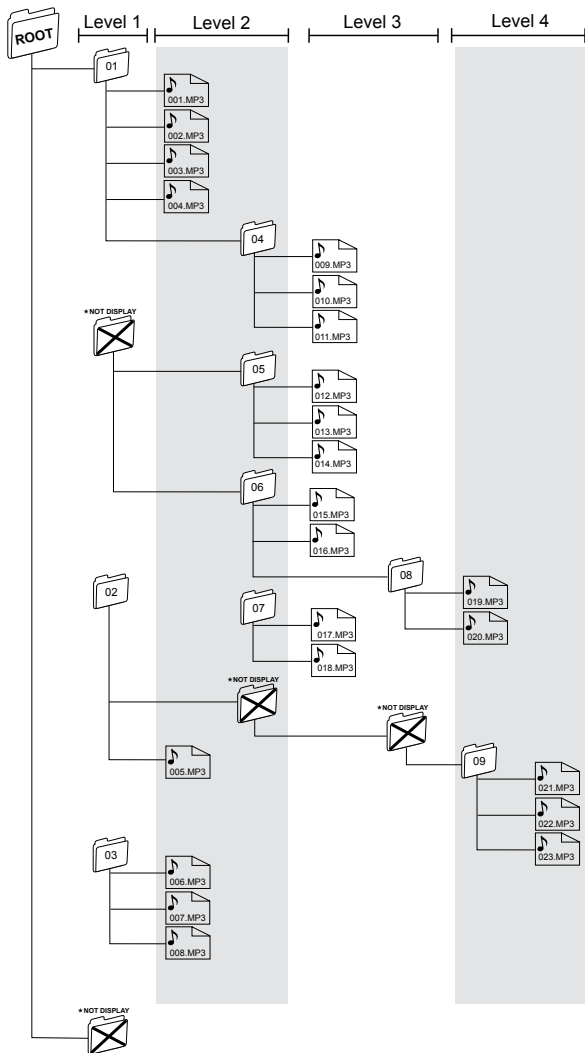 ROOT
Level 1
Level 2
Level 3
Level 4
01
001.MP3
002.MP3
003.MP3
004.MP3
04
009.MP3
010.MP3
011.MP3
*NOT DISPLAY
05
012.MP3
013.MP3
014.MP3
06
015.MP3
016.MP3
08
019.MP3
020.MP3
02
07
017.MP3
018.MP3
*NOT DISPLAY
*NOT DISPLAY
09
021.MP3
022.MP3
023.MP3
005.MP3
03
006.MP3
007.MP3
008.MP3
*NOT DISPLAY